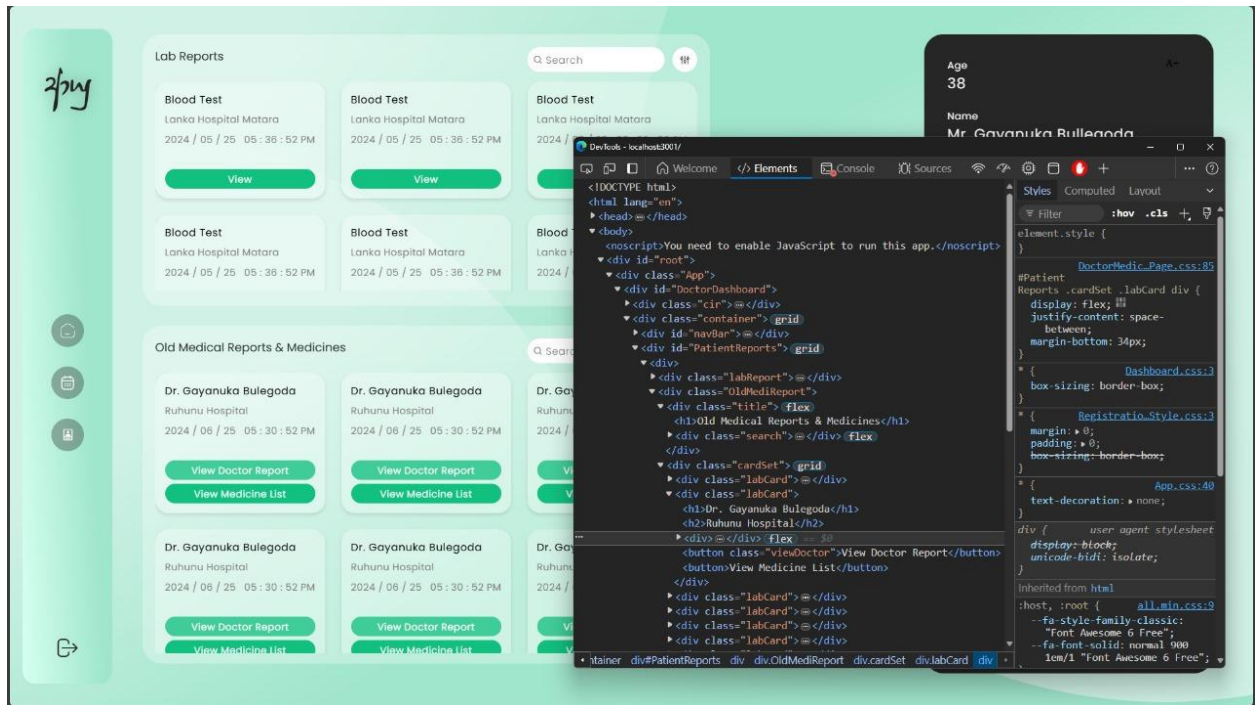 Lab Reports
Search
Blood Test
Lanka Hospital Matara
2024 / 05 / 25 05 : 36 : 52 PM
View
Blood Test
Lanka Hospital Matara
2024 / 05 / 25 05 : 36 : 52 PM
View
Blood Test
Lanka Hospital Matara
Blood Test
Lanka Hospital Matara
2024 / 05 / 25 05 : 36 : 52 PM
Blood Test
Lanka Hospital Matara
2024 / 05 / 25 05 : 36 : 52 PM
Blood
Lanka
2024 /
Old Medical Reports & Medicines
Dr. Gayanuka Bulegoda
Ruhunu Hospital
2024 / 06 / 25 05 : 30 : 52 PM
View Doctor Report
View Medicine List
Dr. Gayanuka Bulegoda
Ruhunu Hospital
2024 / 06 / 25 05 : 30 : 52 PM
View Doctor Report
View Medicine List
2024 /
Dr. Gayanuka Bulegoda
Ruhunu Hospital
2024 / 06 / 25 05 : 30 : 52 PM
View Doctor Report
View Medicine List
Dr. Gayanuka Bulegoda
Ruhunu Hospital
2024 / 06 / 25 05 : 30 : 52 PM
View Doctor Report
View Medicine List
2024 /
Age
A-
38
Name
Mr. Gayanuka Bullegoda
DevTools - localhost:3001/
Welcome </> Elements Console Sources
<!DOCTYPE html>
<html lang="en">
<head></head>
<body>
<noscript>You need to enable JavaScript to run this app.</noscript>
<div id="root">
<div class="App">
<div id="DoctorDashboard">
<div class="cir"></div>
<div class="container"> grid
<div id="navBar"></div>
<div id="PatientReports"> grid
<div>
<div class="labReport"></div>
<div class="OldMediReport">
<div class="title"> flex
<h1>Old Medical Reports & Medicines</h1>
<div class="search"></div> flex
</div>
<div class="cardSet"> grid
<div class="labCard"></div>
<div class="labCard">
<h1>Dr. Gayanuka Bulegoda</h1>
<h2>Ruhunu Hospital</h2>
<div></div> flex == $0
<button class="viewDoctor">View Doctor Report</button>
<button>View Medicine List</button>
</div>
<div class="labCard"></div>
<div class="labCard"></div>
<div class="labCard"></div>
<div class="labCard"></div>
ntainer div#PatientReports div div.OldMediReport div.cardSet div.labCard div
Styles Computed Layout
Filter :hov .cls +
element.style {
}
DoctorMedic…Page.css:85
#Patient
Reports .cardSet .labCard div {
display: flex;
justify-content: space-
between;
margin-bottom: 34px;
}
* { Dashboard.css:3
box-sizing: border-box;
}
* { Registratio…Style.css:3
margin: 0;
padding: 0;
box-sizing: border-box;
}
* { App.css:40
text-decoration: none;
}
div { user agent stylesheet
display: block;
unicode-bidi: isolate;
}
Inherited from html
:host, :root { all.min.css:9
--fa-style-family-classic:
"Font Awesome 6 Free";
--fa-font-solid: normal 900
1em/1 "Font Awesome 6 Free";